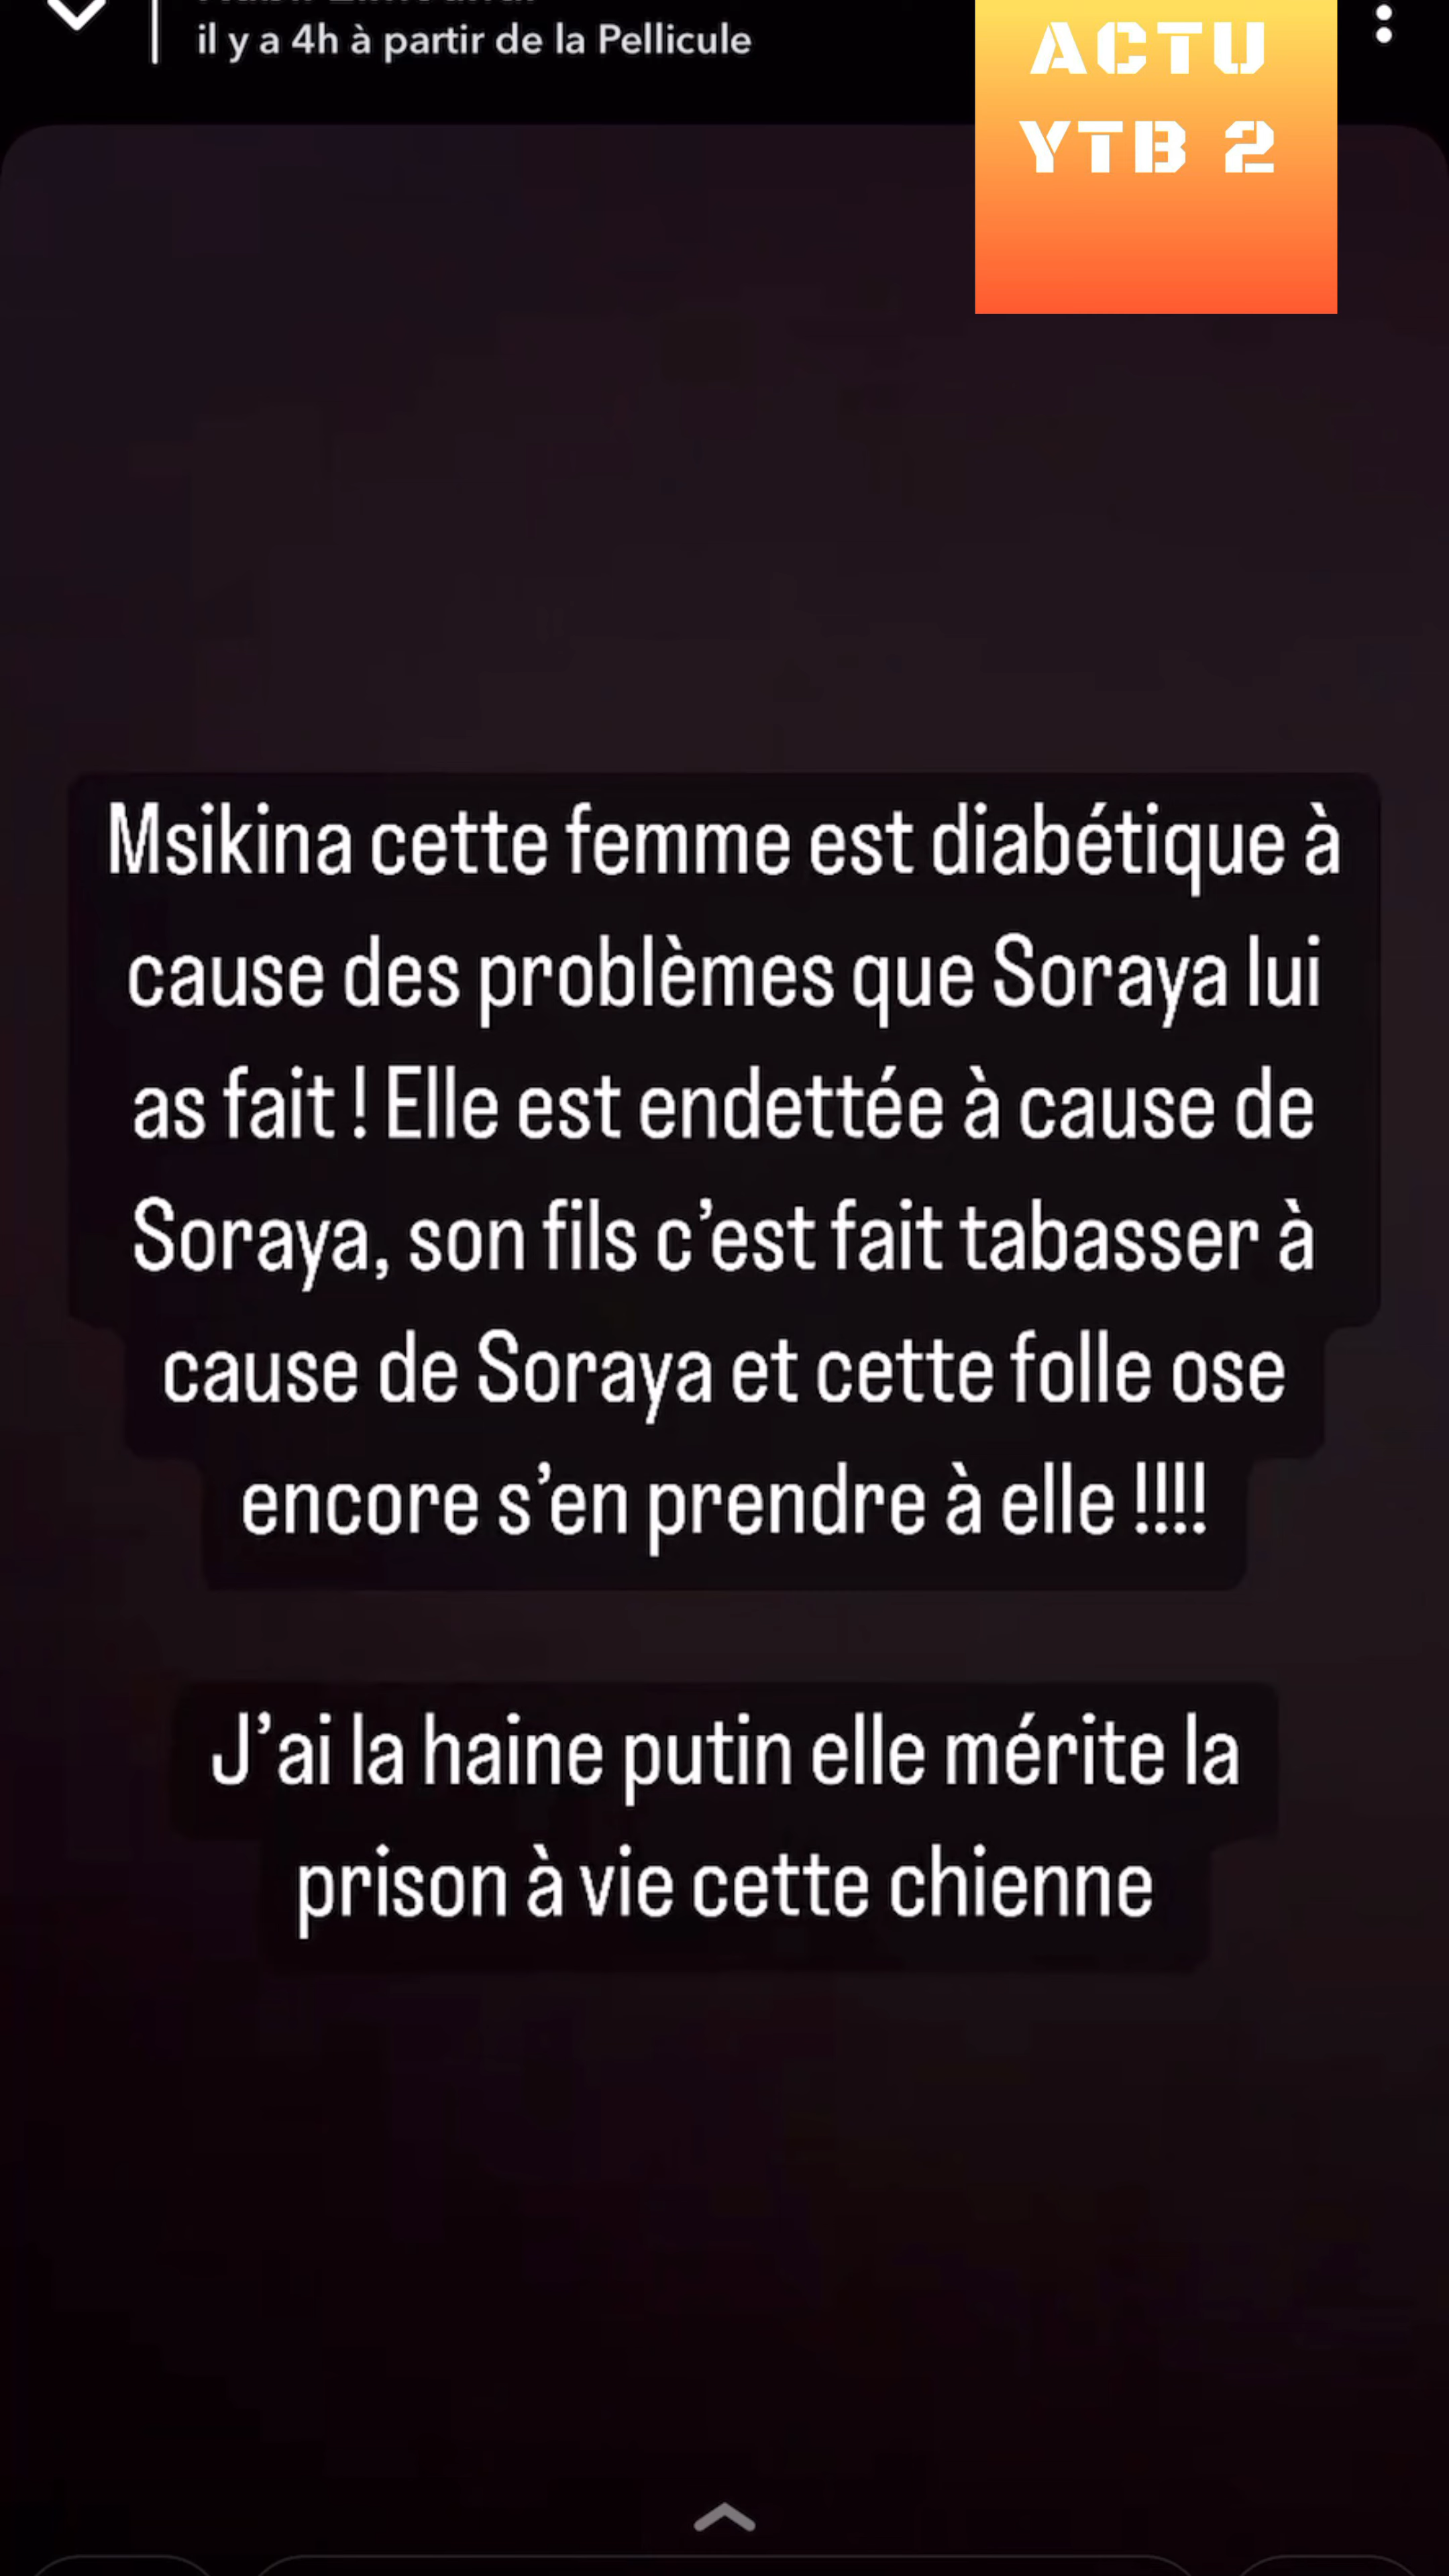 il y a 4h à partir de la Pellicule
ACTU
YTB 2
Msikina cette femme est diabétique à
cause des problèmes que Soraya lui
as fait ! Elle est endettée à cause de
Soraya, son fils c’est fait tabasser à
cause de Soraya et cette folle ose
encore s’en prendre à elle !!!!
J’ai la haine putin elle mérite la
prison à vie cette chienne